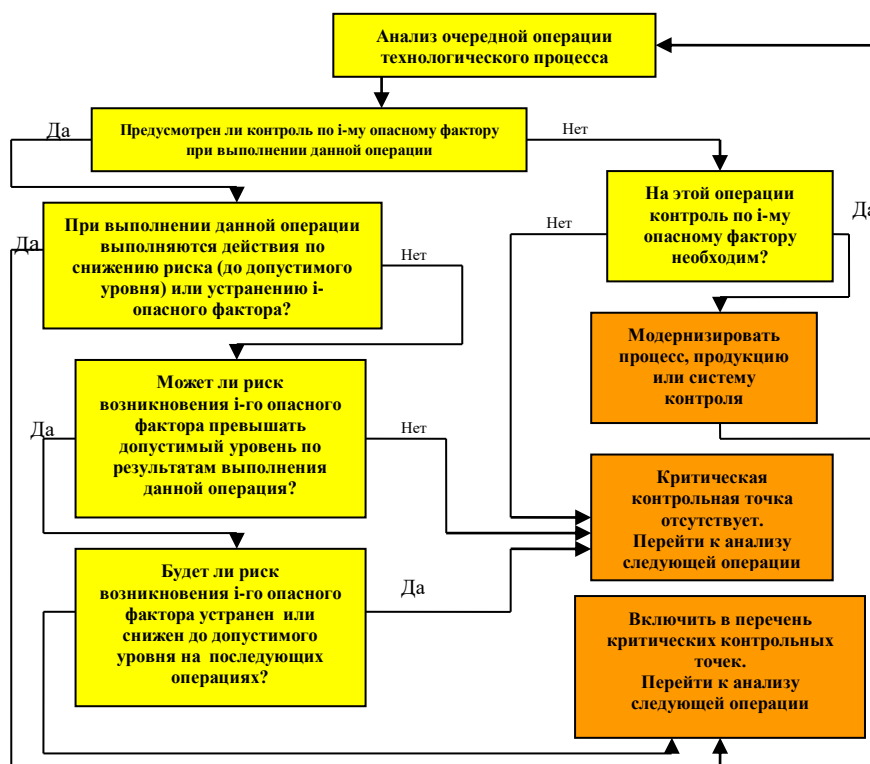 Анализ очередной операции
технологического процесса
Да
Предусмотрен ли контроль по i-му опасному фактору
при выполнении данной операции
Нет
При выполнении данной операции
выполняются действия по
снижению риска (до допустимого
уровня) или устранению i-
опасного фактора?
Да
Нет
На этой операции
контроль по i-му
опасному фактору
необходим?
Нет
Да
Модернизировать
процесс, продукцию
или систему
контроля
Может ли риск
возникновения i-го опасного
фактора превышать
допустимый уровень по
результатам выполнения
данной операция?
Да
Нет
Критическая
контрольная точка
отсутствует.
Перейти к анализу
следующей операции
Будет ли риск
возникновения i-го опасного
фактора устранен или
снижен до допустимого
уровня на последующих
операциях?
Да
Включить в перечень
критических контрольных
точек.
Перейти к анализу
следующей операции